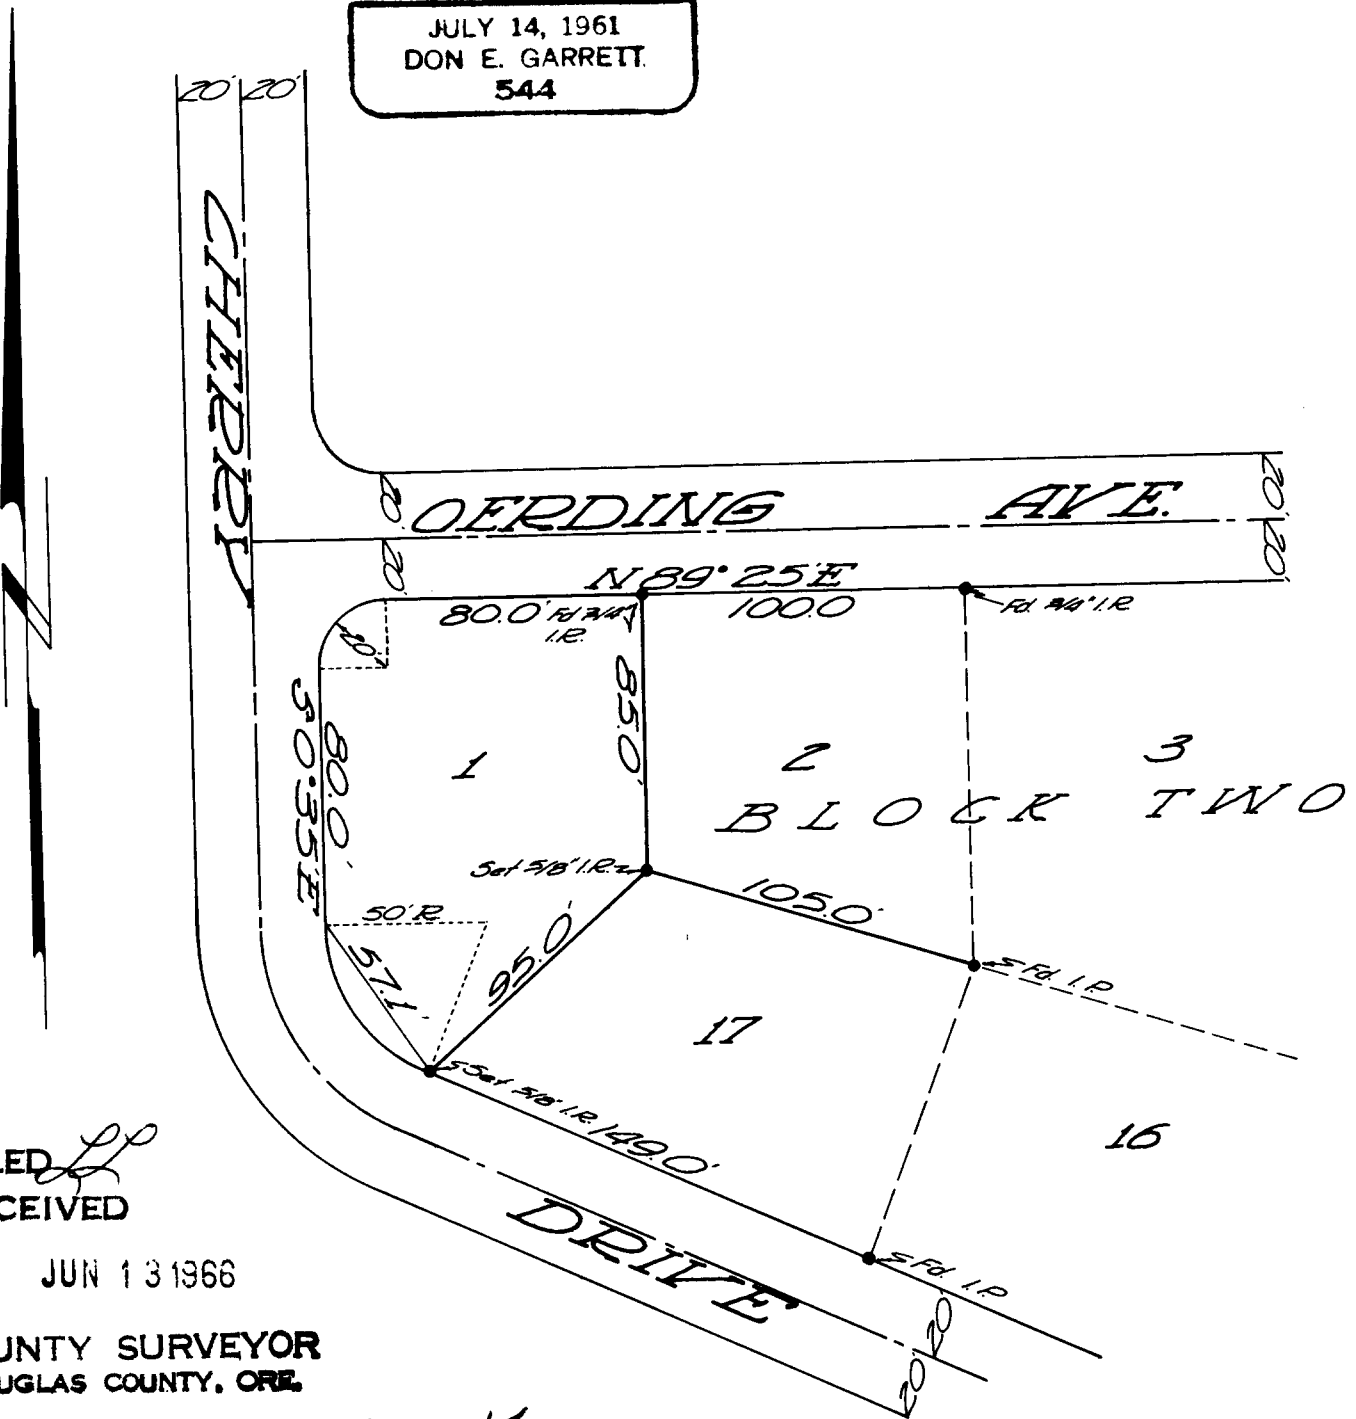 JULY 14, 1961
DON E. GARRETT
544
20' 20'
CHERRY
20' OERDING AVE. 20'
20' 20'
N 89° 25' E
80.0' Fd 3/4" I.R. 100.0 Fd. 3/4" I.R.
20'
85.0'
S 0° 35' E
80.0'
1 2 3
BLOCK TWO
Set 5/8" I.R.
105.0'
50' R
57.1'
95.0'
Fd. I.P.
17
Set 5/8" I.R.
149.0'
16
DRIVE
Fd. I.P.
20
20
LED
CEIVED
JUN 13 1966
UNTY SURVEYOR
UGLAS COUNTY, ORE.